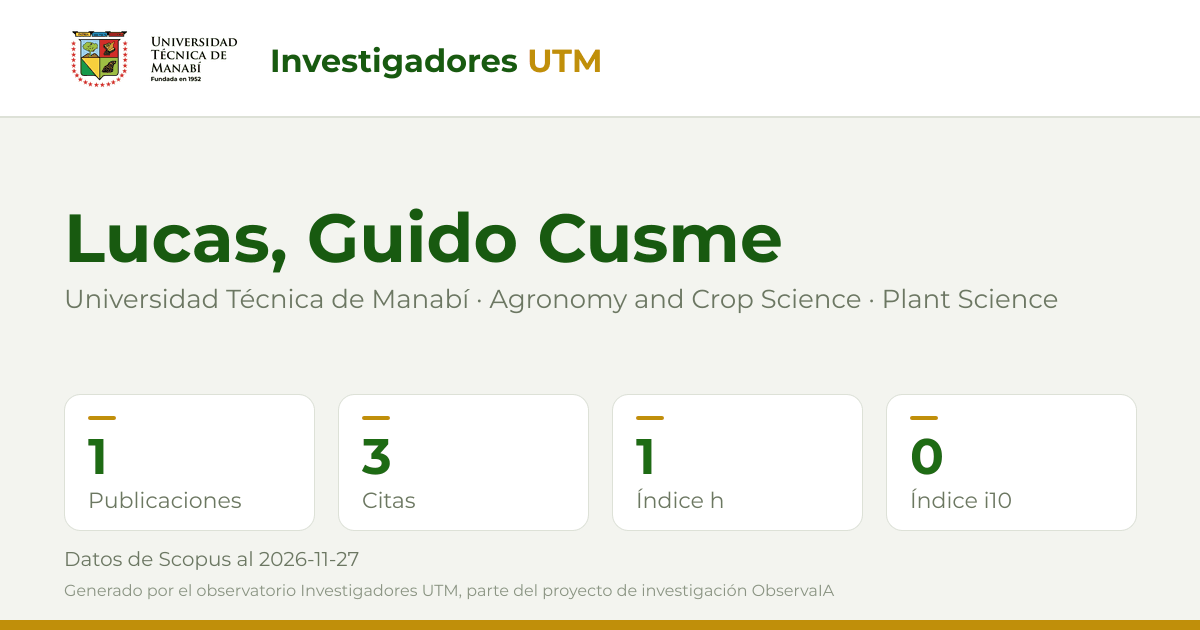 UNIVERSIDAD
TÉCNICA DE
MANABÍ
Fundada en 1952
Investigadores UTM
Lucas, Guido Cusme
Universidad Técnica de Manabí · Agronomy and Crop Science · Plant Science
1
Publicaciones
3
Citas
1
Índice h
0
Índice i10
Datos de Scopus al 2026-11-27
Generado por el observatorio Investigadores UTM, parte del proyecto de investigación ObservaIA